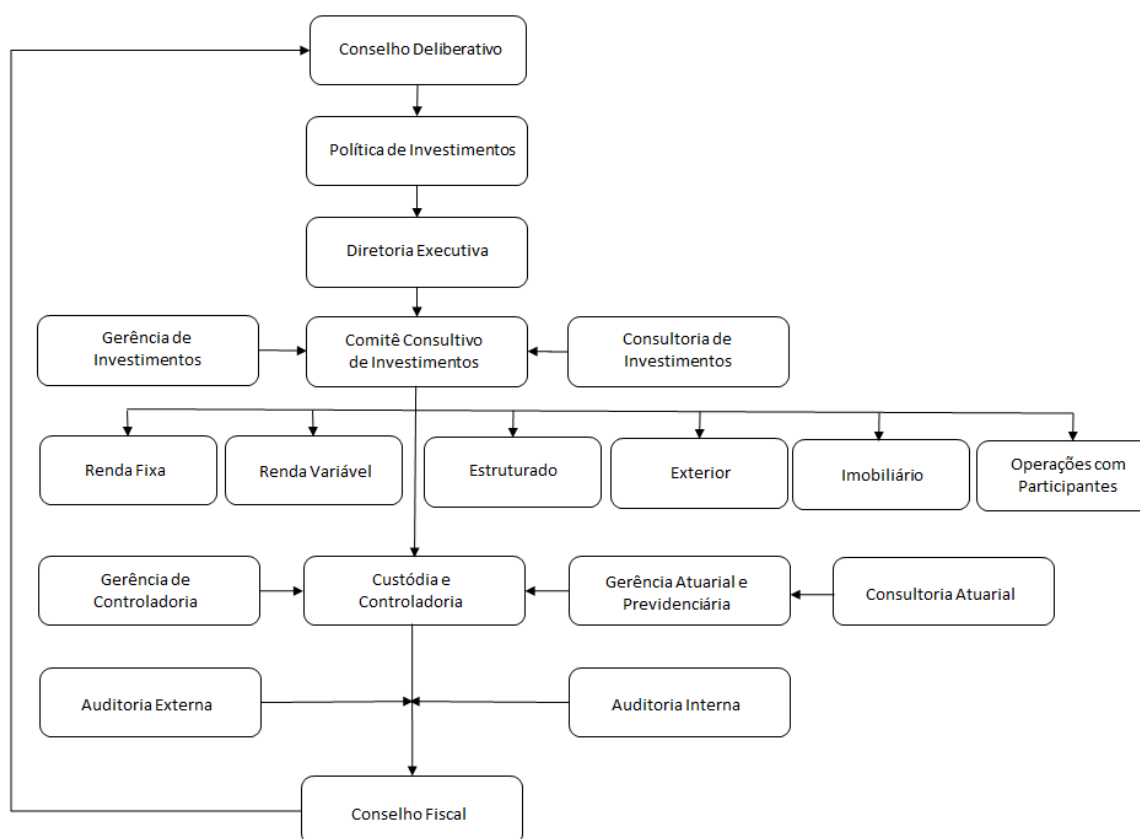 Conselho Deliberativo
Política de Investimentos
Diretoria Executiva
Gerência de
Investimentos
Comitê Consultivo
de Investimentos
Consultoria de
Investimentos
Renda Fixa
Renda Variável
Estruturado
Exterior
Imobiliário
Operações com
Participantes
Gerência de
Controladoria
Custódia e
Controladoria
Gerência Atuarial e
Previdenciária
Consultoria Atuarial
Auditoria Externa
Auditoria Interna
Conselho Fiscal